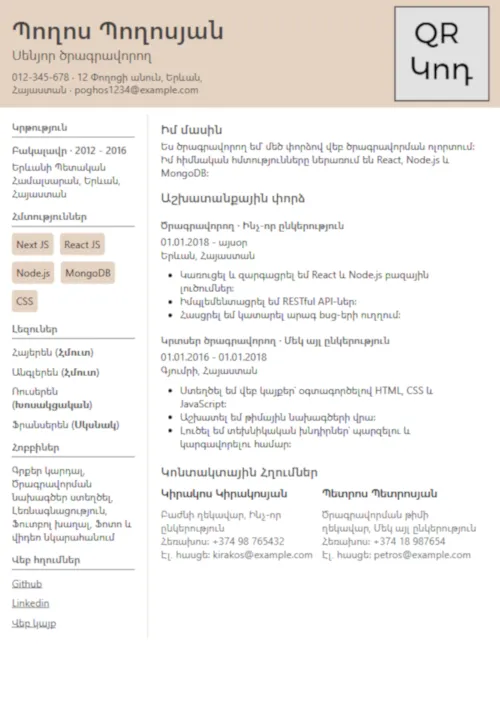 Պողոս Պողոսյան
Սենյոր ծրագրավորող
012-345-678 · 12 Փողոցի անուն, Երևան,
Հայաստան · poghos1234@example.com
QR
Կոդ
Կրթություն
Բակալավր · 2012 - 2016
Երևանի Պետական
Համալսարան, Երևան,
Հայաստան
Հմտություններ
Next JS
React JS
Node.js
MongoDB
CSS
Լեզուներ
Հայերեն (Հմուտ)
Անգլերեն (Հմուտ)
Ռուսերեն
(Խոսակցական)
Ֆրանսերեն (Սկսնակ)
Հոբբիներ
Գրքեր կարդալ,
Ծրագրավորման
նախագծեր ստեղծել,
Լեռնագնացություն,
Ֆուտբոլ խաղալ, Ֆոտո և
վիդեո նկարահանում
Վեբ հղումներ
Github
Linkedin
Վեբ կայք
Իմ մասին
Ես ծրագրավորող եմ՝ մեծ փորձով վեբ ծրագրավորման ոլորտում:
Իմ հիմնական հմտությունները ներառում են React, Node.js և
MongoDB:
Աշխատանքային փորձ
Ծրագրավորող · Ինչ-որ ընկերություն
01.01.2018 - այսօր
Երևան, Հայաստան
• Կառուցել և զարգացրել եմ React և Node.js բազային
լուծումներ:
• Իմպլեմենտացրել եմ RESTful API-ներ:
• Հասցրել եմ կատարել արագ bug-երի ուղղում:
Կրտսեր ծրագրավորող · Մեկ այլ ընկերություն
01.01.2016 - 01.01.2018
Գյումրի, Հայաստան
• Ստեղծել եմ վեբ կայքեր՝ օգտագործելով HTML, CSS և
JavaScript:
• Աշխատել եմ թիմային նախագծերի վրա:
• Լուծել եմ տեխնիկական խնդիրներ՝ պարզելու և
կարգավորելու համար:
Կոնտակտային Հղումներ
Կիրակոս Կիրակոսյան
Բաժնի ղեկավար, Ինչ-որ
ընկերություն
Հեռախոս: +374 98 765432
Էլ. հասցե: kirakos@example.com
Պետրոս Պետրոսյան
Ծրագրավորման թիմի
ղեկավար, Մեկ այլ ընկերություն
Հեռախոս: +374 18 987654
Էլ. հասցե: petros@example.com